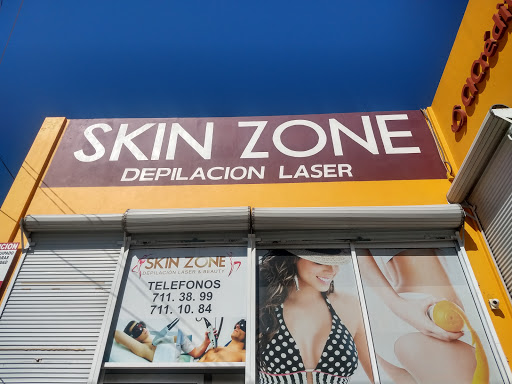 SKIN ZONE
DEPILACION LASER
SKIN ZONE
DEPILACION LASER & BEAUTY
TELEFONOS
711. 38. 99
711. 10. 84